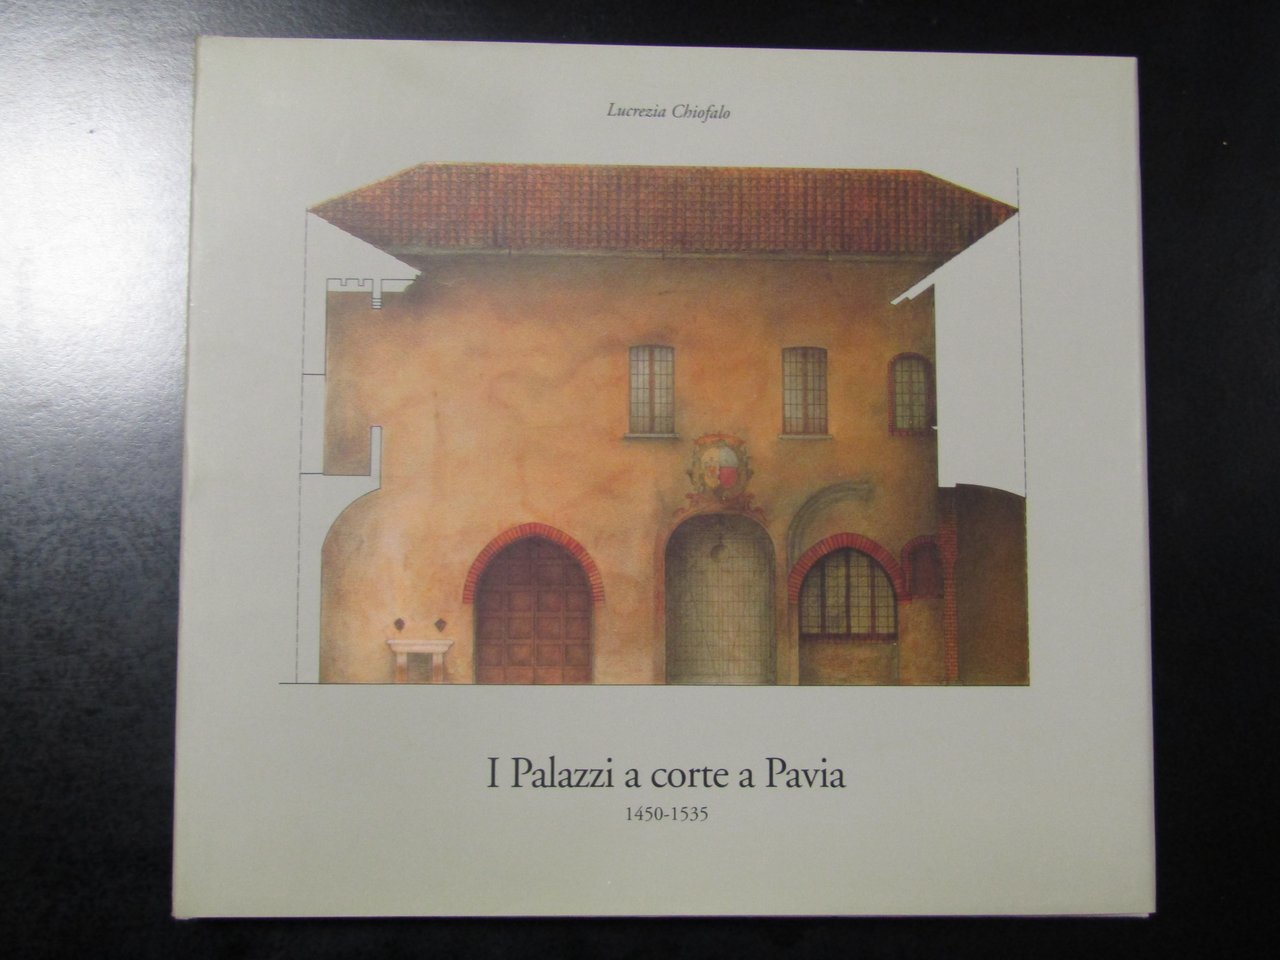 Lucrezia Chiofalo
I Palazzi a corte a Pavia
1450-1535